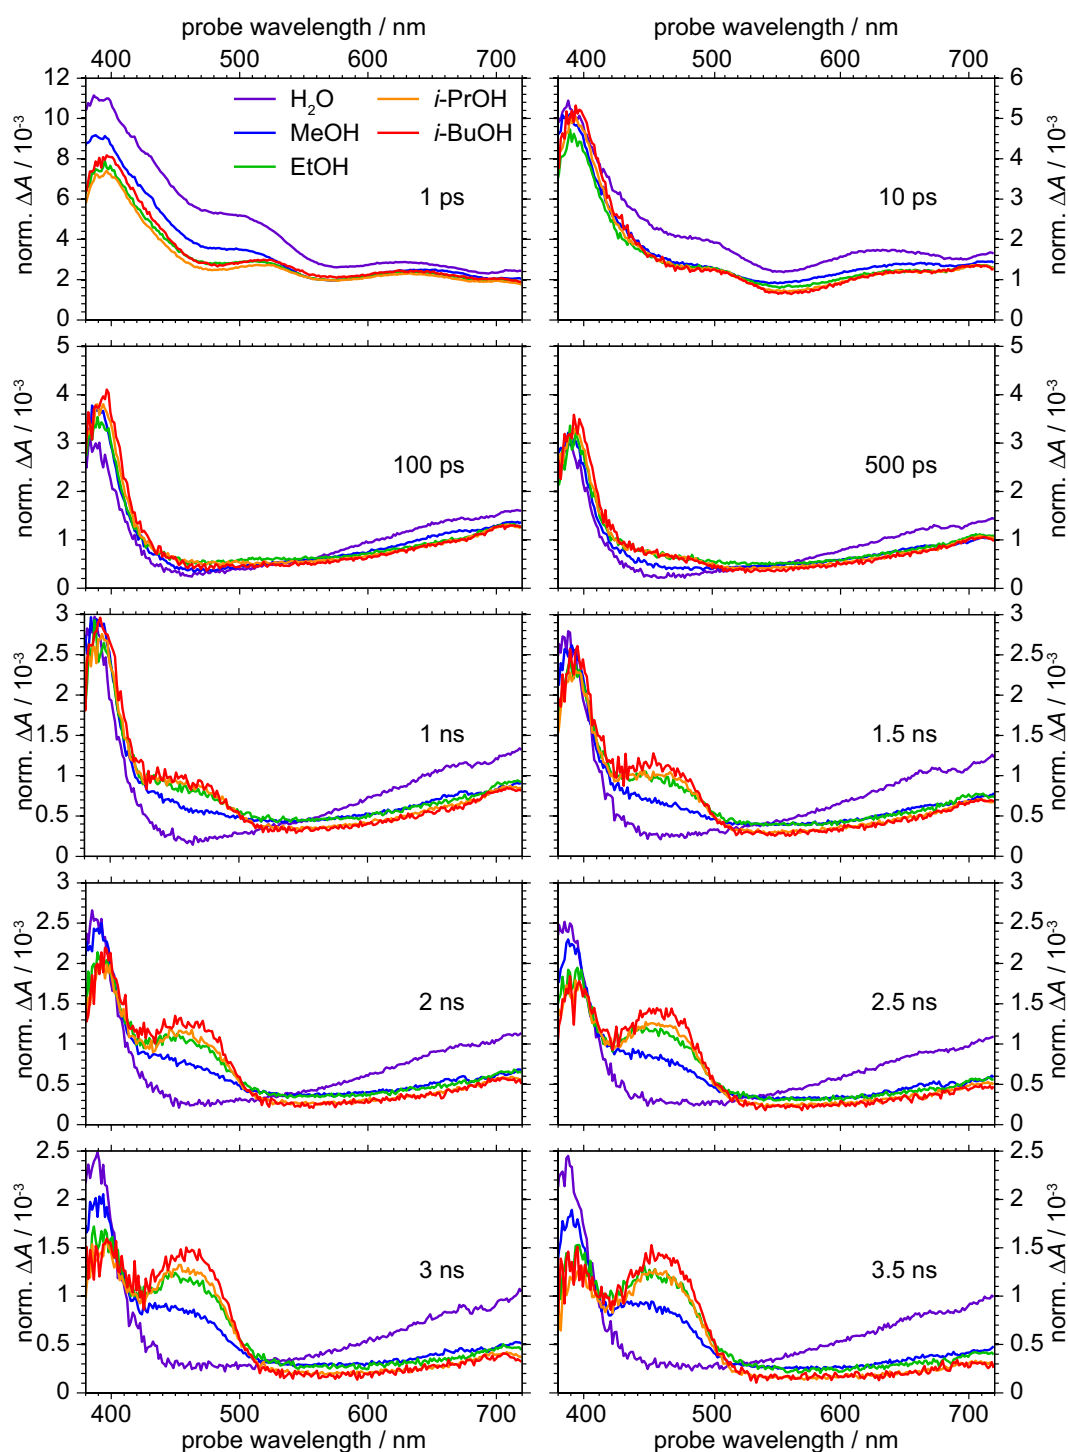 probe wavelength / nm
probe wavelength / nm
400 500 600 700
400 500 600 700
12
10
8
6
4
2
0
norm. ΔA / 10⁻³
H₂O
MeOH
EtOH
i-PrOH
i-BuOH
1 ps
10 ps
6
5
4
3
2
1
0
norm. ΔA / 10⁻³
5
4
3
2
1
0
norm. ΔA / 10⁻³
100 ps
500 ps
5
4
3
2
1
0
norm. ΔA / 10⁻³
3
2.5
2
1.5
1
0.5
0
norm. ΔA / 10⁻³
1 ns
1.5 ns
3
2.5
2
1.5
1
0.5
0
norm. ΔA / 10⁻³
3
2.5
2
1.5
1
0.5
0
norm. ΔA / 10⁻³
2 ns
2.5 ns
3
2.5
2
1.5
1
0.5
0
norm. ΔA / 10⁻³
2.5
2
1.5
1
0.5
0
norm. ΔA / 10⁻³
3 ns
3.5 ns
2.5
2
1.5
1
0.5
0
norm. ΔA / 10⁻³
400 500 600 700
400 500 600 700
probe wavelength / nm
probe wavelength / nm